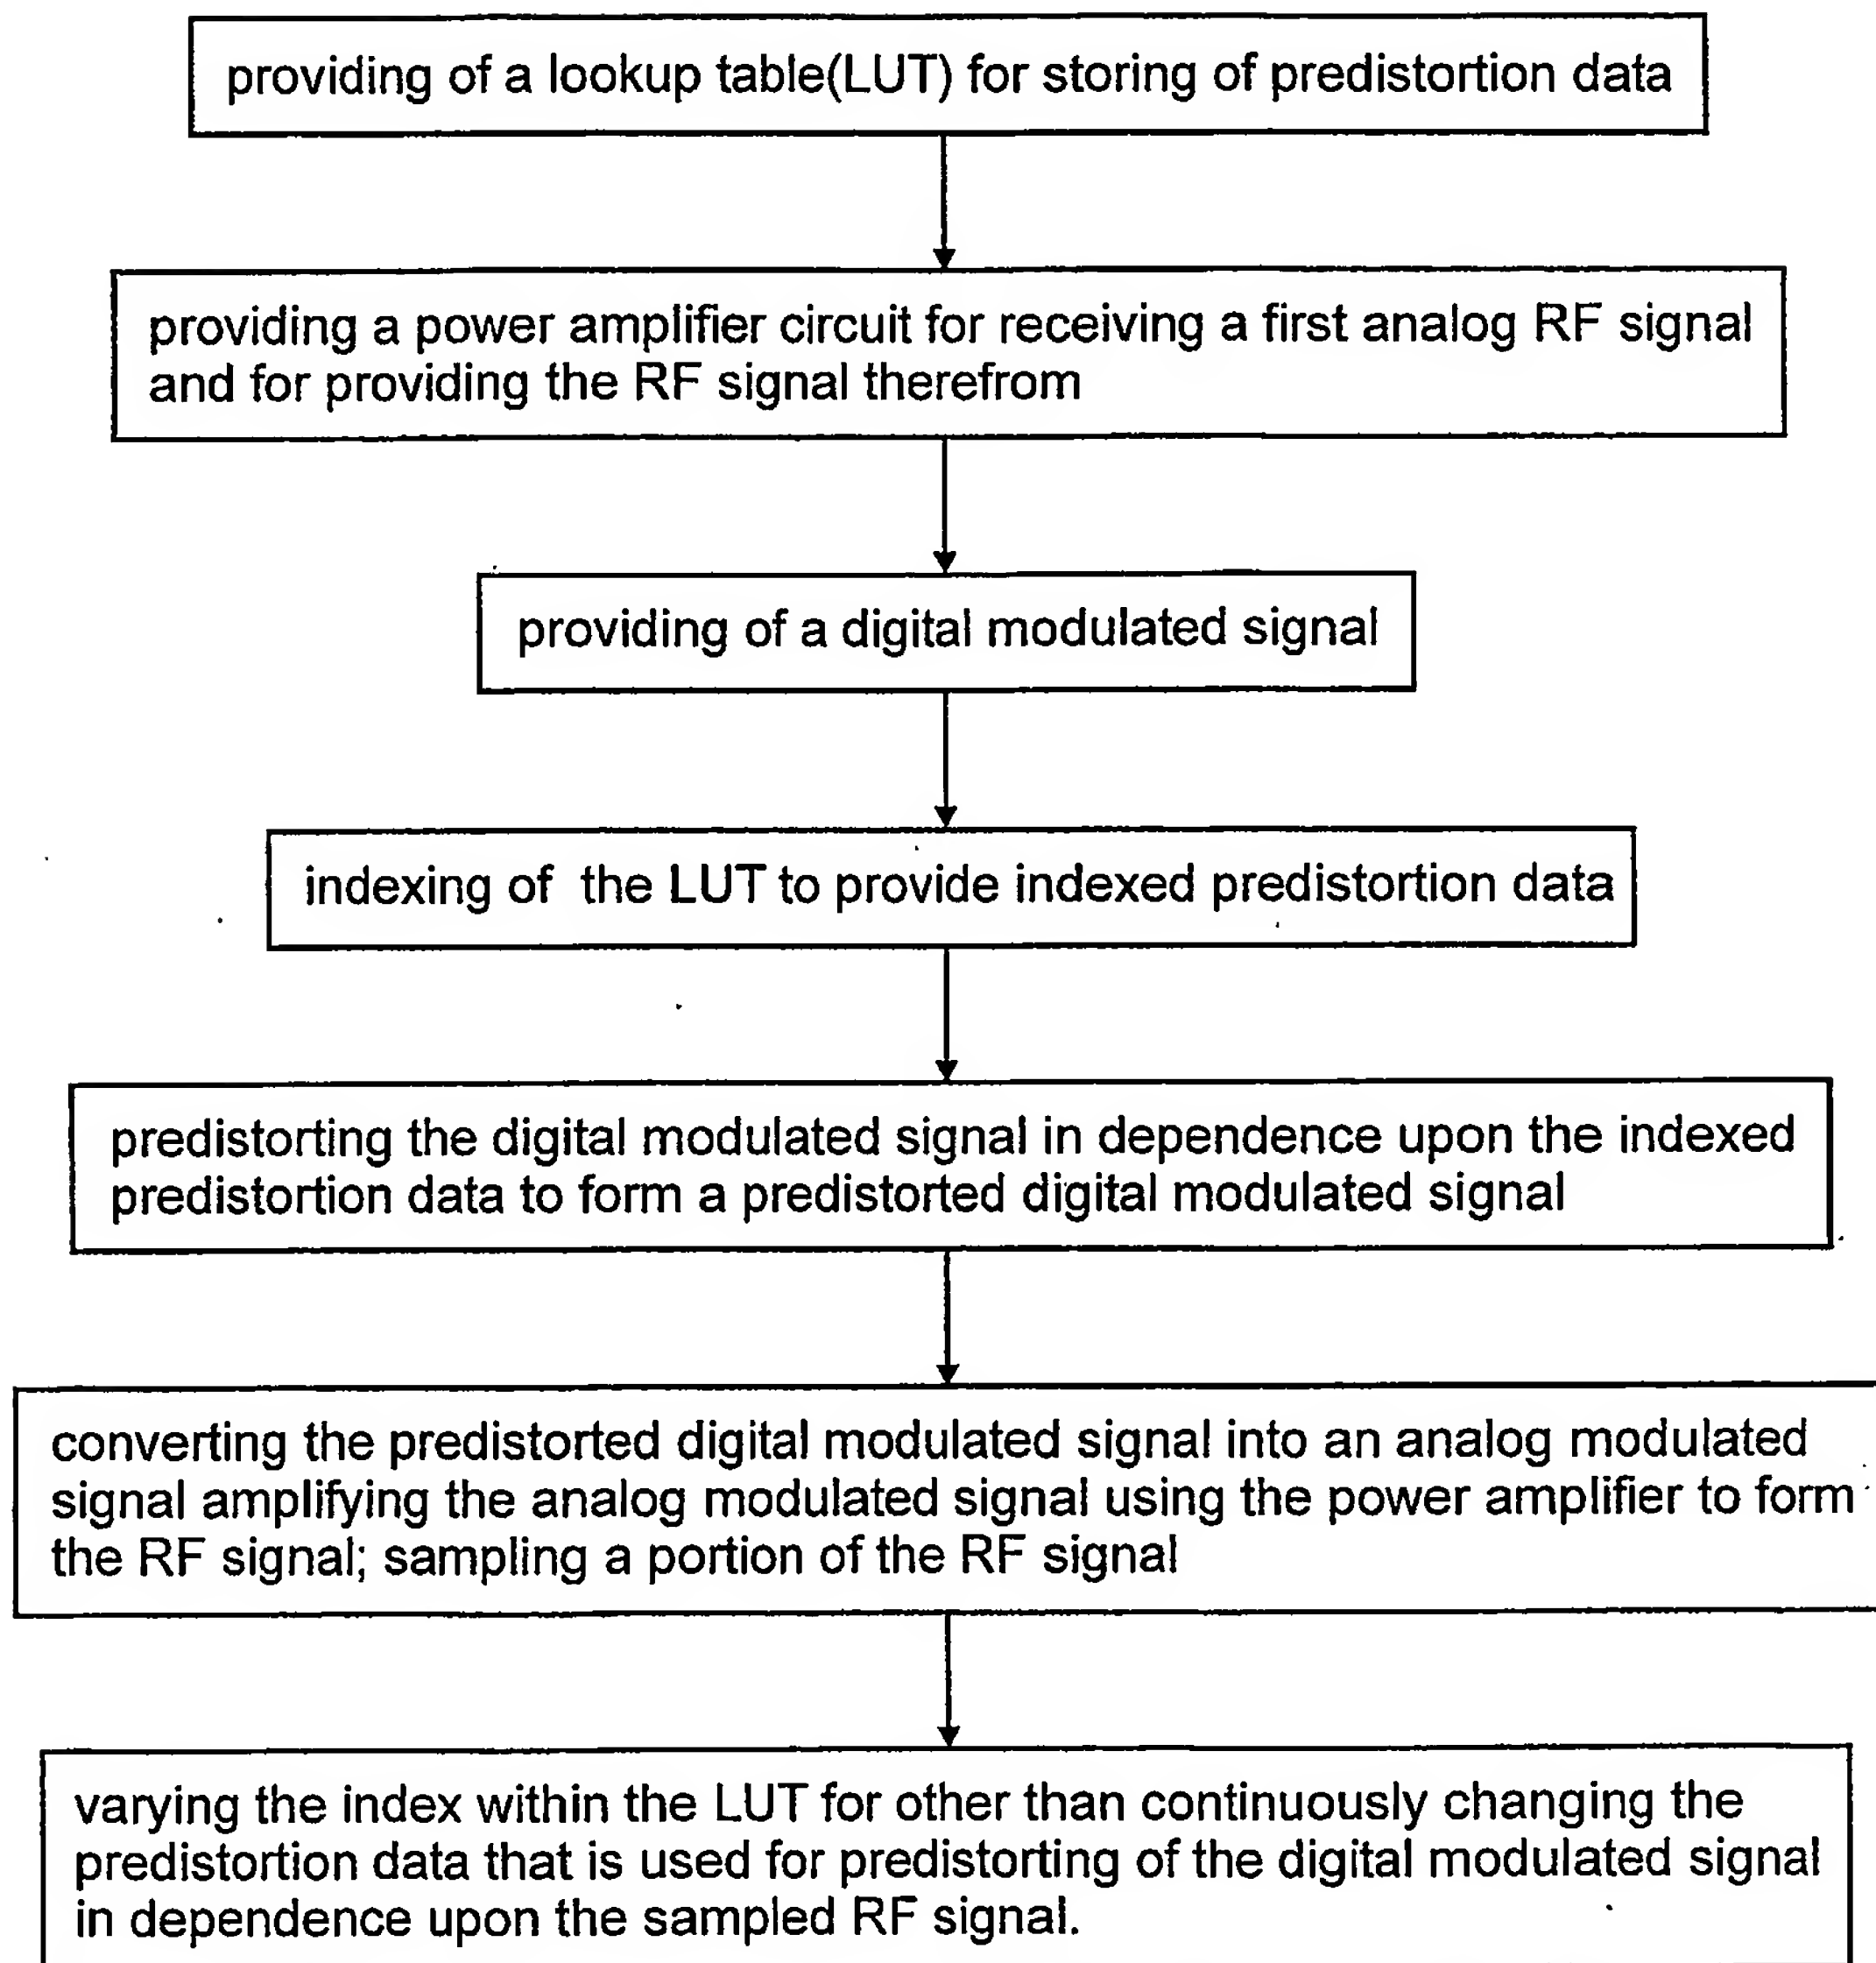 providing of a lookup table(LUT) for storing of predistortion data
providing a power amplifier circuit for receiving a first analog RF signal
and for providing the RF signal therefrom
providing of a digital modulated signal
indexing of the LUT to provide indexed predistortion data
predistorting the digital modulated signal in dependence upon the indexed
predistortion data to form a predistorted digital modulated signal
converting the predistorted digital modulated signal into an analog modulated
signal amplifying the analog modulated signal using the power amplifier to form
the RF signal; sampling a portion of the RF signal
varying the index within the LUT for other than continuously changing the
predistortion data that is used for predistorting of the digital modulated signal
in dependence upon the sampled RF signal.